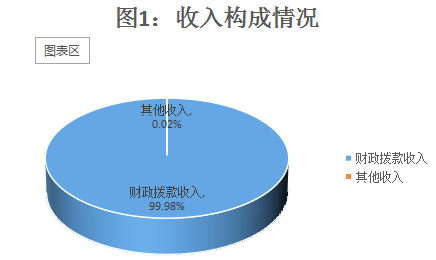 图1：收入构成情况
图表区
其他收入,
0.02%
财政拨款收入,
99.98%
财政拨款收入
其他收入